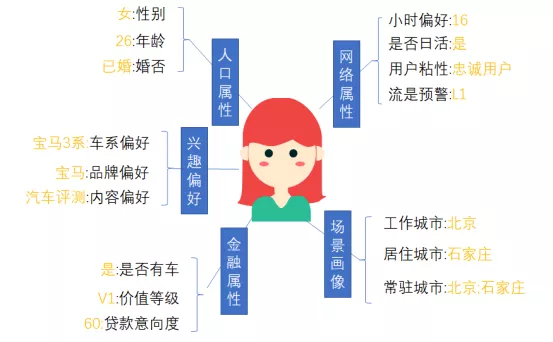 女:性别
26:年龄
已婚:婚否
人口属性
网络属性
小时偏好:16
是否日活:是
用户粘性:忠诚用户
流是预警:L1
宝马3系:车系偏好
宝马:品牌偏好
汽车评测:内容偏好
兴趣偏好
金融属性
是:是否有车
V1:价值等级
60:贷款意向度
场景画像
工作城市:北京
居住城市:石家庄
常驻城市:北京;石家庄